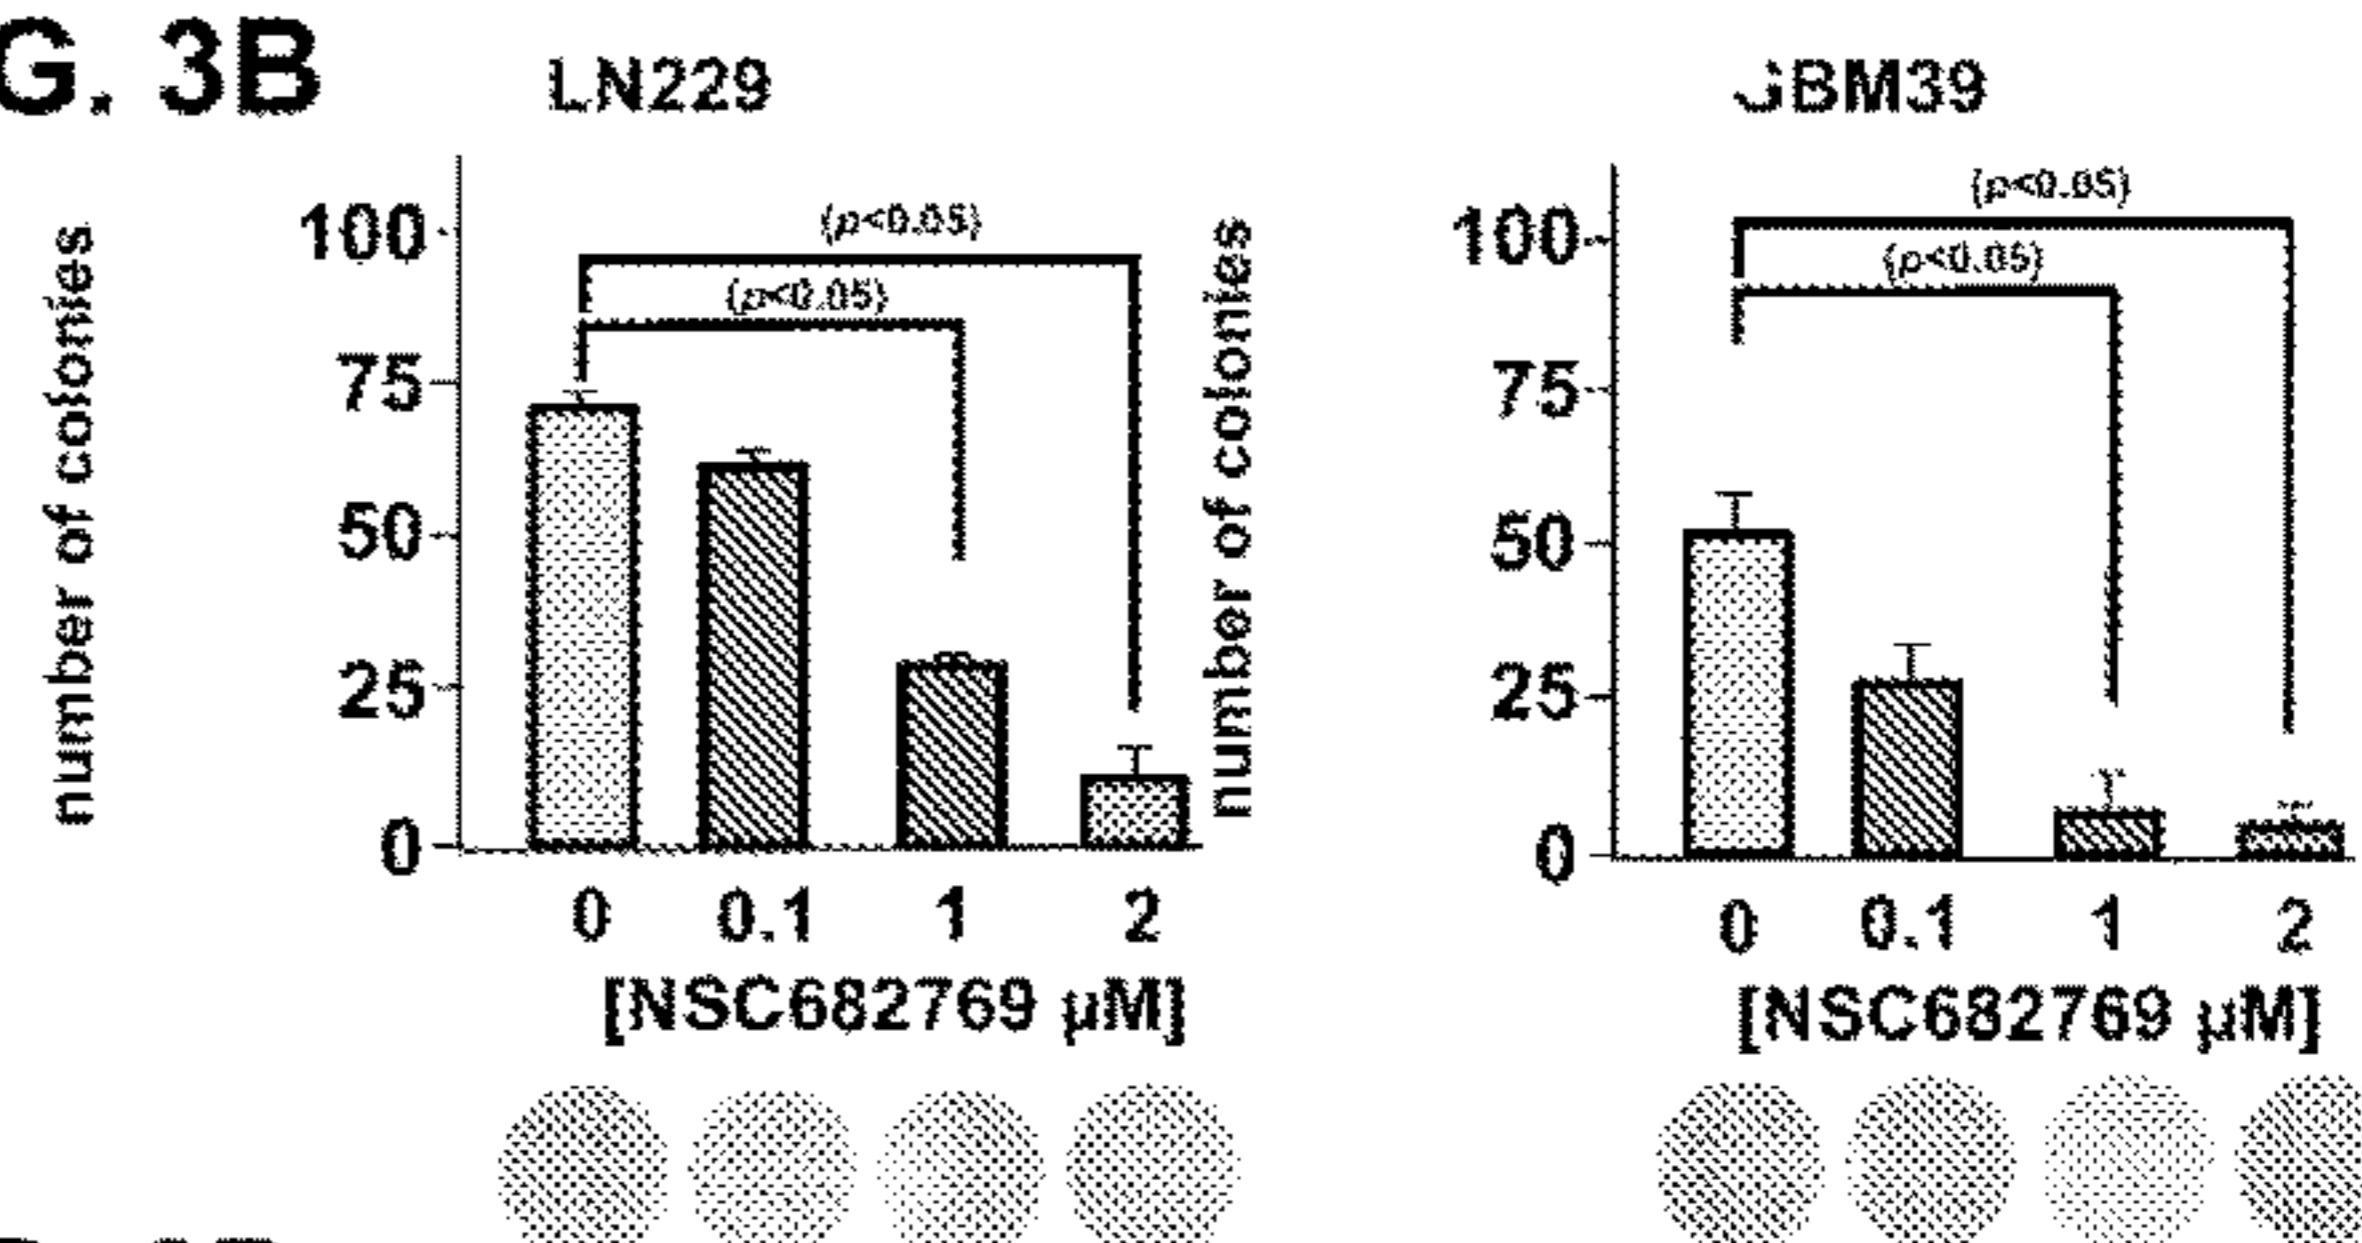 G. 3B
LN229
number of colonies
100
75
50
25
0
(p<0.05)
(p<0.05)
0 0.1 1 2
[NSC682769 µM]
GBM39
number of colonies
100
75
50
25
0
(p<0.05)
(p<0.05)
0 0.1 1 2
[NSC682769 µM]